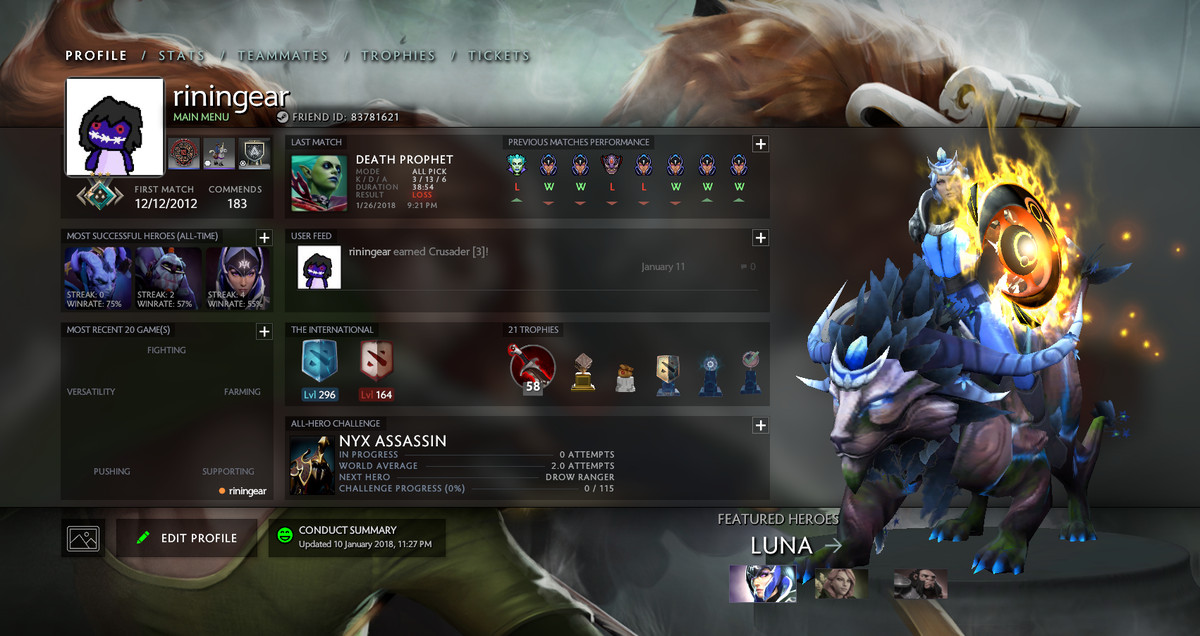 PROFILE / STATS / TEAMMATES / TROPHIES / TICKETS
riningear
MAIN MENU
FRIEND ID: 83781621
FIRST MATCH
12/12/2012
COMMENDS
183
LAST MATCH
DEATH PROPHET
MODE ALL PICK
K / D / A 3 / 13 / 6
DURATION 38:54
RESULT LOSS
1/26/2018 9:21 PM
PREVIOUS MATCHES PERFORMANCE
L W W L L W W W
MOST SUCCESSFUL HEROES (ALL-TIME)
STREAK: 0
WINRATE: 75%
STREAK: 2
WINRATE: 57%
STREAK: 4
WINRATE: 55%
USER FEED
riningear earned Crusader [3]!
January 11
0
MOST RECENT 20 GAME(S)
FIGHTING
VERSATILITY
FARMING
PUSHING
SUPPORTING
riningear
THE INTERNATIONAL
Lvl 296
Lvl 164
21 TROPHIES
58
ALL-HERO CHALLENGE
NYX ASSASSIN
IN PROGRESS 0 ATTEMPTS
WORLD AVERAGE 2.0 ATTEMPTS
NEXT HERO DROW RANGER
CHALLENGE PROGRESS (0%) 0 / 115
EDIT PROFILE
CONDUCT SUMMARY
Updated 10 January 2018, 11:27 PM
FEATURED HEROES
LUNA